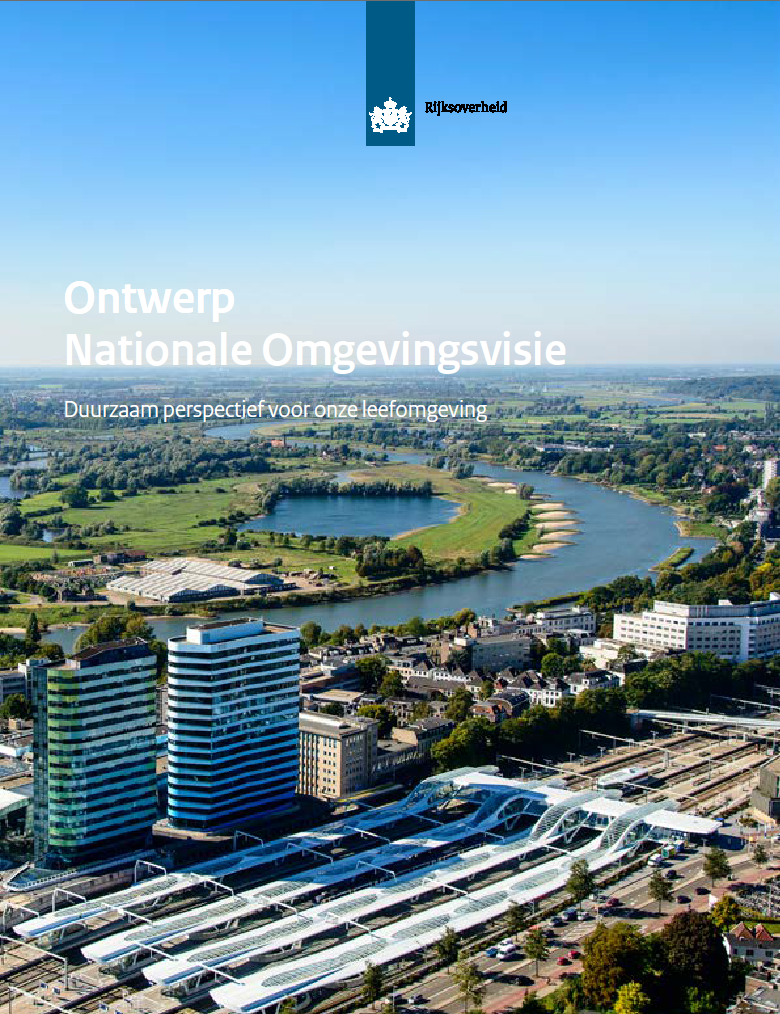 Rijksoverheid
Ontwerp
Nationale Omgevingsvisie
Duurzaam perspectief voor onze leefomgeving